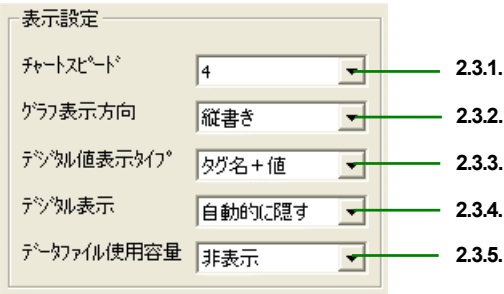 表示設定
ﾁｬｰﾄｽﾋﾟｰﾄﾞ 4 2.3.1.
ｸﾞﾗﾌ表示方向 縦書き 2.3.2.
ﾃﾞｼﾞﾀﾙ値表示ﾀｲﾌﾟ ﾀｸﾞ名+値 2.3.3.
ﾃﾞｼﾞﾀﾙ表示 自動的に隠す 2.3.4.
ﾃﾞｰﾀﾌｧｲﾙ使用容量 非表示 2.3.5.